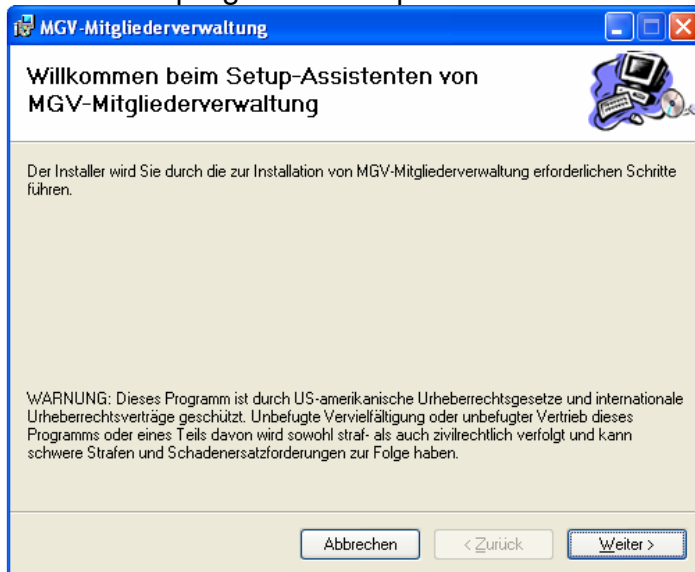 MGV-Mitgliederverwaltung
Willkommen beim Setup-Assistenten von
MGV-Mitgliederverwaltung
Der Installer wird Sie durch die zur Installation von MGV-Mitgliederverwaltung erforderlichen Schritte
führen.
WARNUNG: Dieses Programm ist durch US-amerikanische Urheberrechtsgesetze und internationale
Urheberrechtsverträge geschützt. Unbefugte Vervielfältigung oder unbefugter Vertrieb dieses
Programms oder eines Teils davon wird sowohl straf- als auch zivilrechtlich verfolgt und kann
schwere Strafen und Schadenersatzforderungen zur Folge haben.
Abbrechen < Zurück Weiter >